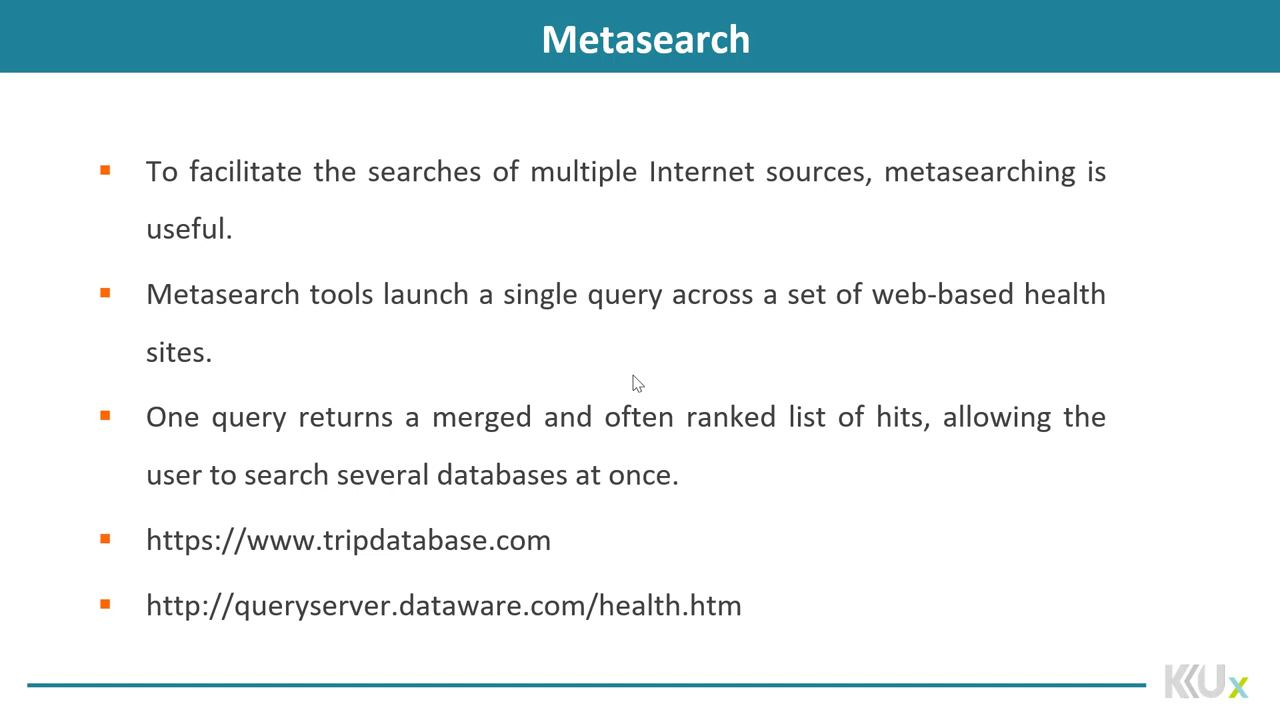 Metasearch
To facilitate the searches of multiple Internet sources, metasearching is
useful.
Metasearch tools launch a single query across a set of web-based health
sites.
One query returns a merged and often ranked list of hits, allowing the
user to search several databases at once.
https://www.tripdatabase.com
http://queryserver.dataware.com/health.htm
KKUx